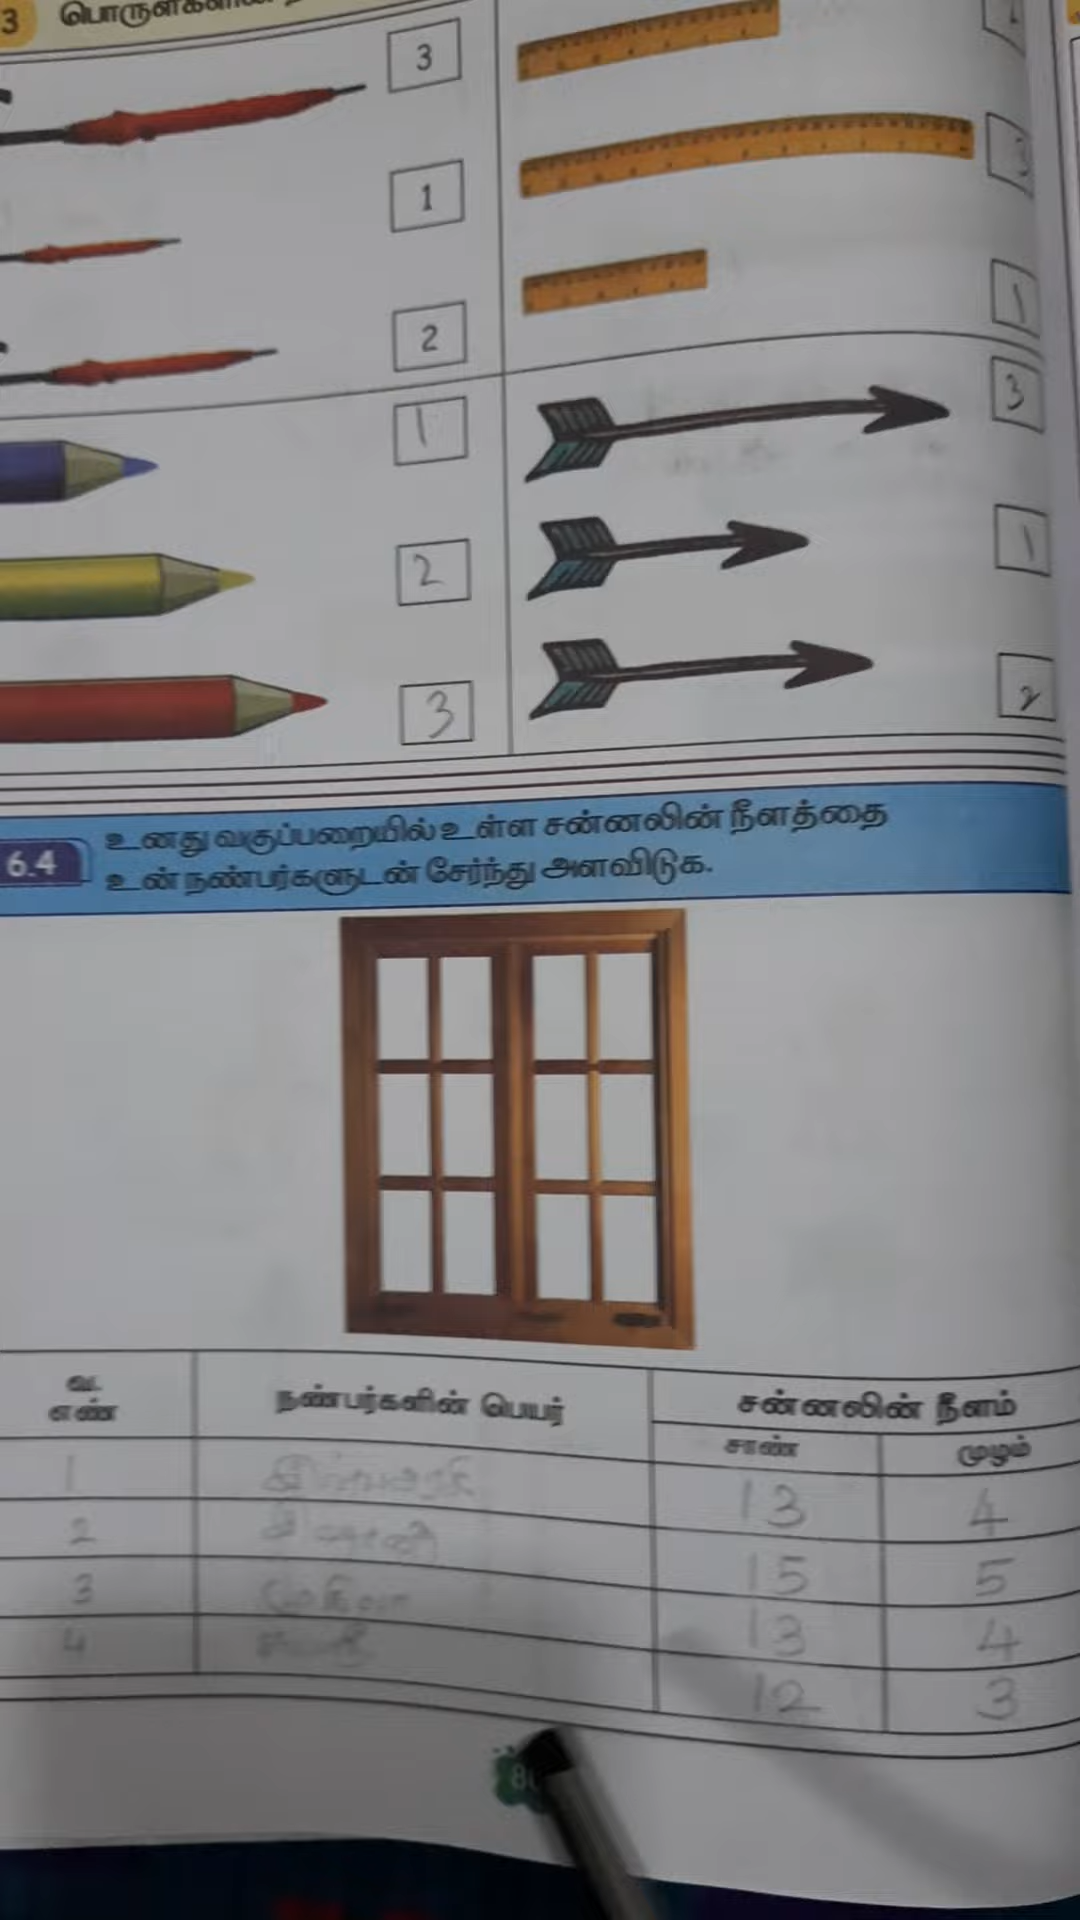 3
3
1
3
1
1
2
1
3
2
1
3
2
6.4 உனது வகுப்பறையில் உள்ள சன்னலின் நீளத்தை
உன் நண்பர்களுடன் சேர்ந்து அளவிடுக.
வ. எண் நண்பர்களின் பெயர் சன்னலின் நீளம்
சாண் முழம்
1 13 4
2 15 5
3 13 4
4 12 3